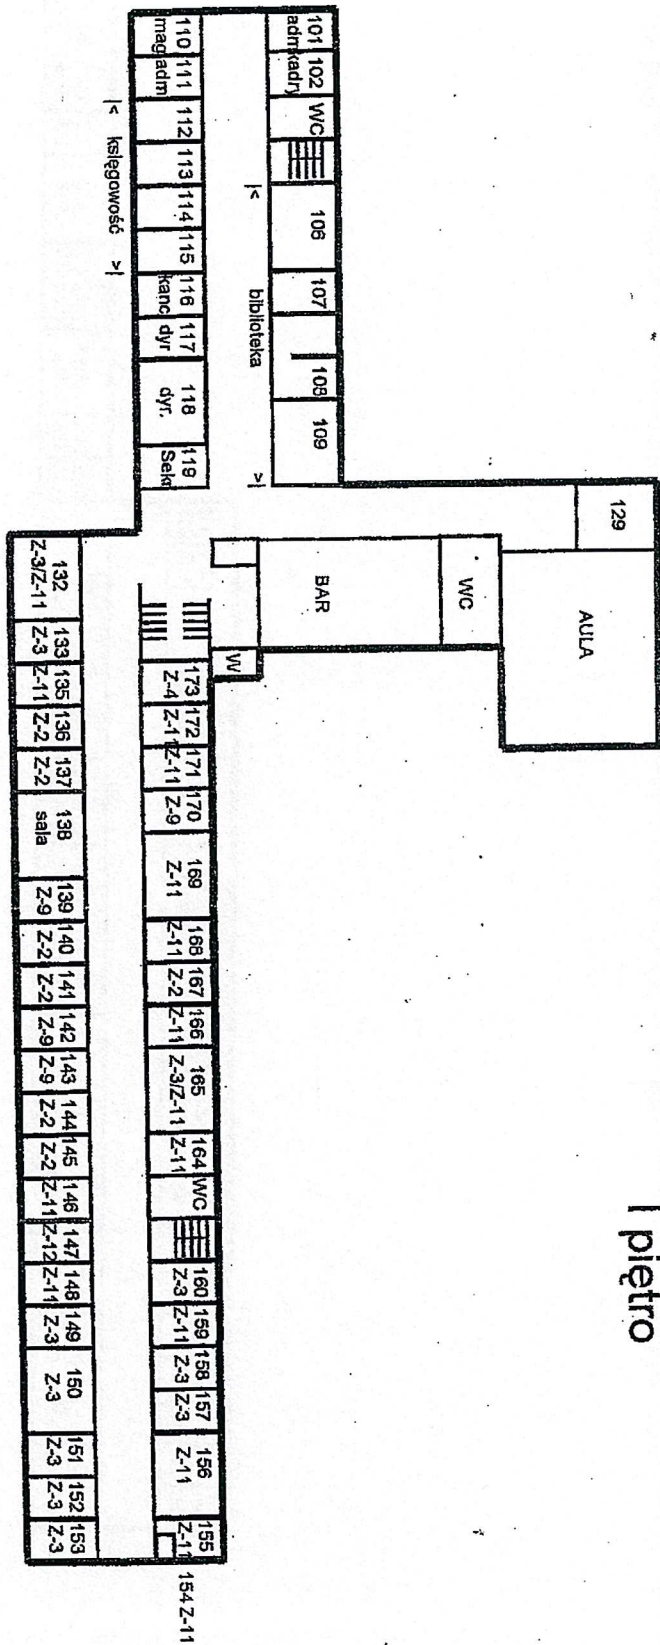 I piętro
129
AULA
WC
BAR
W
101 102 WC 106 107 108 109
adm kadry
|< biblioteka >|
110 111 112 113 114 115 116 117 118 119
mag adm kanc dyr dyr. Sekr
|< księgowość >|
173 172 171 170 169 168 167 166 165 164 WC 160 159 158 157 156 155
Z-4 Z-11 Z-11 Z-9 Z-11 Z-11 Z-2 Z-11 Z-3/Z-11 Z-11 Z-3 Z-11 Z-3 Z-3 Z-11 Z-11
154 Z-11
132 133 135 136 137 138 139 140 141 142 143 144 145 146 147 148 149 150 151 152 153
Z-3/Z-11 Z-3 Z-11 Z-2 Z-2 sala Z-9 Z-2 Z-2 Z-9 Z-9 Z-2 Z-2 Z-11 Z-12 Z-11 Z-3 Z-3 Z-3 Z-3 Z-3